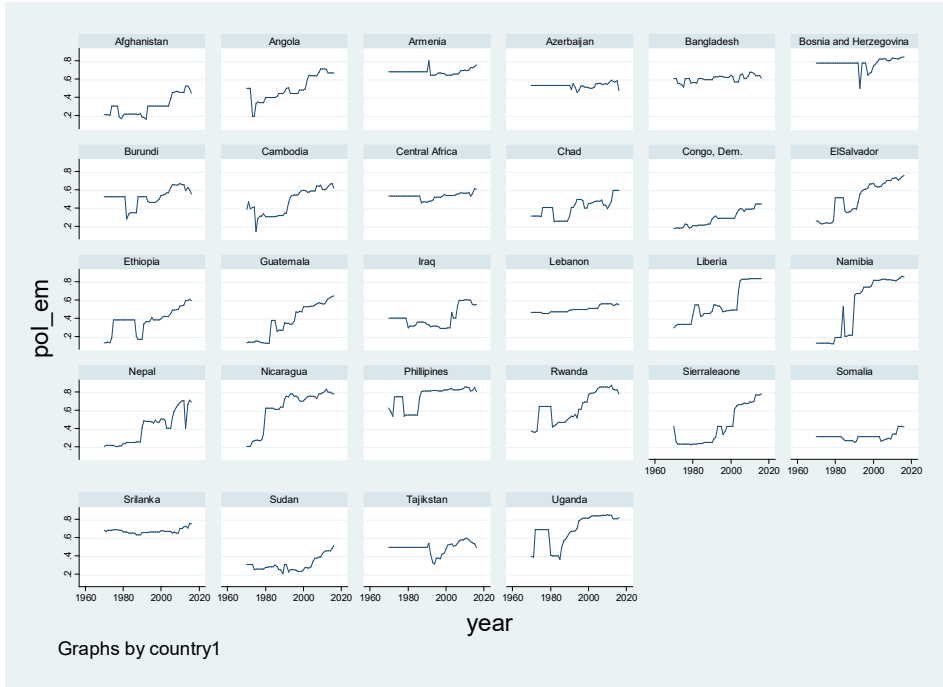 Afghanistan Angola Armenia Azerbaijan Bangladesh Bosnia and Herzegovina
.8
.6
.4
.2
Burundi Cambodia Central Africa Chad Congo, Dem. ElSalvador
.8
.6
.4
.2
Ethiopia Guatemala Iraq Lebanon Liberia Namibia
.8
.6
.4
.2
pol_em
Nepal Nicaragua Phillipines Rwanda Sierraleaone Somalia
.8
.6
.4
.2
1960 1980 2000 2020 1960 1980 2000 2020
Srilanka Sudan Tajikstan Uganda
.8
.6
.4
.2
1960 1980 2000 2020 1960 1980 2000 2020 1960 1980 2000 2020 1960 1980 2000 2020
year
Graphs by country1